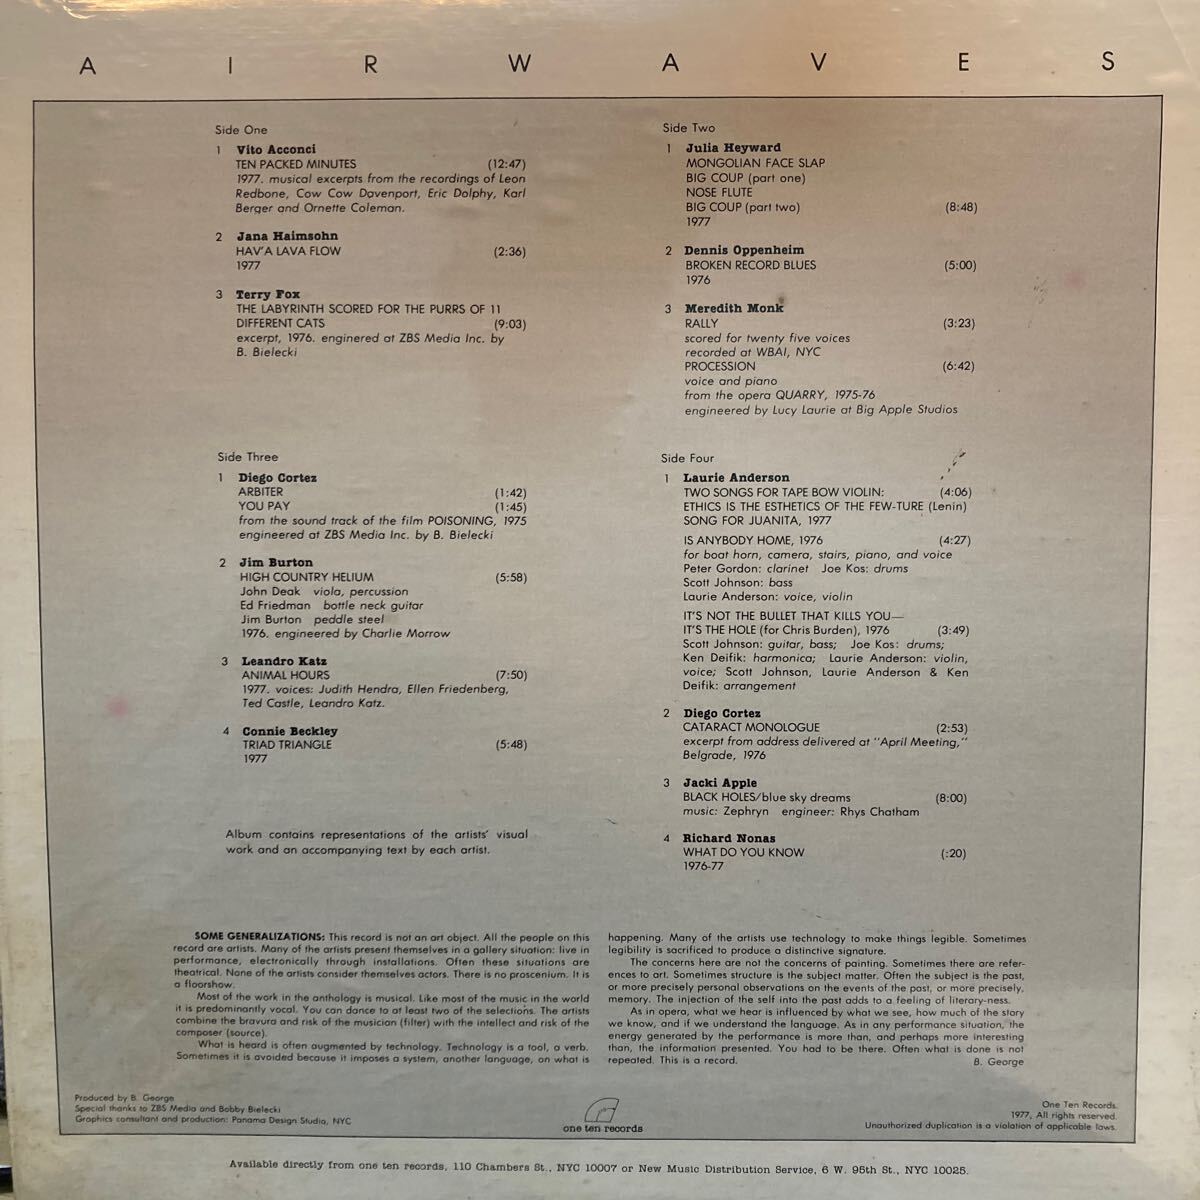 A I R W A V E S
Side One
1 Vito Acconci
TEN PACKED MINUTES (12:47)
1977. musical excerpts from the recordings of Leon
Redbone, Cow Cow Davenport, Eric Dolphy, Karl
Berger and Ornette Coleman.
2 Jana Haimsohn
HAV'A LAVA FLOW (2:36)
1977
3 Terry Fox
THE LABYRINTH SCORED FOR THE PURRS OF 11
DIFFERENT CATS (9:03)
excerpt, 1976. enginered at ZBS Media Inc. by
B. Bielecki
Side Two
1 Julia Heyward
MONGOLIAN FACE SLAP
BIG COUP (part one)
NOSE FLUTE
BIG COUP (part two) (8:48)
1977
2 Dennis Oppenheim
BROKEN RECORD BLUES (5:00)
1976
3 Meredith Monk
RALLY (3:23)
scored for twenty five voices
recorded at WBAI, NYC
PROCESSION (6:42)
voice and piano
from the opera QUARRY, 1975-76
engineered by Lucy Laurie at Big Apple Studios
Side Three
1 Diego Cortez
ARBITER (1:42)
YOU PAY (1:45)
from the sound track of the film POISONING, 1975
engineered at ZBS Media Inc. by B. Bielecki
2 Jim Burton
HIGH COUNTRY HELIUM (5:58)
John Deak viola, percussion
Ed Friedman bottle neck guitar
Jim Burton peddle steel
1976. engineered by Charlie Morrow
3 Leandro Katz
ANIMAL HOURS (7:50)
1977. voices: Judith Hendra, Ellen Friedenberg,
Ted Castle, Leandro Katz.
4 Connie Beckley
TRIAD TRIANGLE (5:48)
1977
Album contains representations of the artists' visual
work and an accompanying text by each artist.
Side Four
1 Laurie Anderson
TWO SONGS FOR TAPE BOW VIOLIN: (4:06)
ETHICS IS THE ESTHETICS OF THE FEW-TURE (Lenin)
SONG FOR JUANITA, 1977
IS ANYBODY HOME, 1976 (4:27)
for boat horn, camera, stairs, piano, and voice
Peter Gordon: clarinet Joe Kos: drums
Scott Johnson: bass
Laurie Anderson: voice, violin
IT'S NOT THE BULLET THAT KILLS YOU—
IT'S THE HOLE (for Chris Burden), 1976 (3:49)
Scott Johnson: guitar, bass; Joe Kos: drums;
Ken Deifik: harmonica; Laurie Anderson: violin,
voice; Scott Johnson, Laurie Anderson & Ken
Deifik: arrangement
2 Diego Cortez
CATARACT MONOLOGUE (2:53)
excerpt from address delivered at "April Meeting,"
Belgrade, 1976
3 Jacki Apple
BLACK HOLES/blue sky dreams (8:00)
music: Zephryn engineer: Rhys Chatham
4 Richard Nonas
WHAT DO YOU KNOW (:20)
1976-77
SOME GENERALIZATIONS: This record is not an art object. All the people on this
record are artists. Many of the artists present themselves in a gallery situation: live in
performance, electronically through installations. Often these situations are
theatrical. None of the artists consider themselves actors. There is no proscenium. It is
a floorshow.
Most of the work in the anthology is musical. Like most of the music in the world
it is predominantly vocal. You can dance to at least two of the selections. The artists
combine the bravura and risk of the musician (filter) with the intellect and risk of the
composer (source).
What is heard is often augmented by technology. Technology is a tool, a verb.
Sometimes it is avoided because it imposes a system, another language, on what is
happening. Many of the artists use technology to make things legible. Sometimes
legibility is sacrificed to produce a distinctive signature.
The concerns here are not the concerns of painting. Sometimes there are refer-
ences to art. Sometimes structure is the subject matter. Often the subject is the past,
or more precisely personal observations on the events of the past, or more precisely,
memory. The injection of the self into the past adds to a feeling of literary-ness.
As in opera, what we hear is influenced by what we see, how much of the story
we know, and if we understand the language. As in any performance situation, the
energy generated by the performance is more than, and perhaps more interesting
than, the information presented. You had to be there. Often what is done is not
repeated. This is a record. B. George
Produced by B. George
Special thanks to ZBS Media and Bobby Bielecki
Graphics consultant and production: Panama Design Studio, NYC
one ten records
One Ten Records.
1977, All rights reserved.
Unauthorized duplication is a violation of applicable laws.
Available directly from one ten records, 110 Chambers St., NYC 10007 or New Music Distribution Service, 6 W. 95th St., NYC 10025.